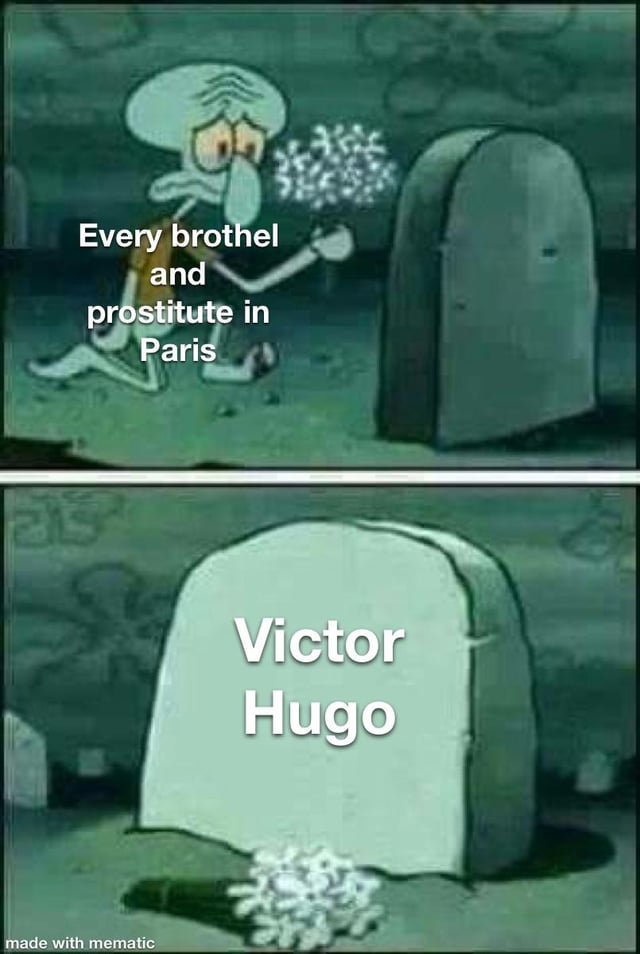 Every brothel
and
prostitute in
Paris
Victor
Hugo
made with mematic